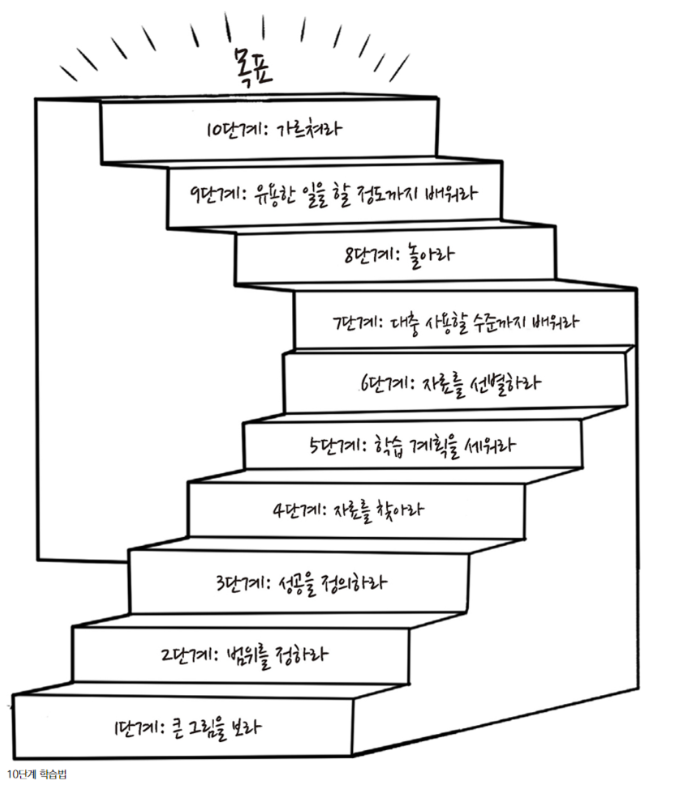 목표
10단계: 가르쳐라
9단계: 유용한 일을 할 정도까지 배워라
8단계: 놀아라
7단계: 대충 사용할 수준까지 배워라
6단계: 자료를 선별하라
5단계: 학습 계획을 세워라
4단계: 자료를 찾아라
3단계: 성공을 정의하라
2단계: 범위를 정하라
1단계: 큰 그림을 보라
10단계 학습법